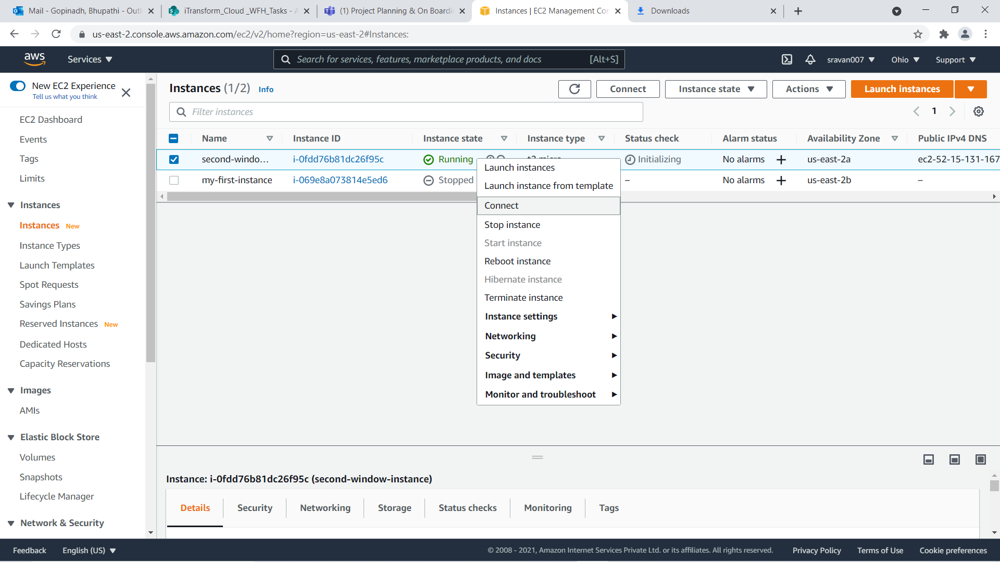 Mail - Gopinadh, Bhupathi - Outl
iTransform_Cloud _WFH_Tasks - A
(1) Project Planning & On Boardi
Instances | EC2 Management Con
Downloads
us-east-2.console.aws.amazon.com/ec2/v2/home?region=us-east-2#Instances:
aws
Services
Search for services, features, marketplace products, and docs
[Alt+S]
sravan007
Ohio
Support
New EC2 Experience
Tell us what you think
EC2 Dashboard
Events
Tags
Limits
Instances
Instances New
Instance Types
Launch Templates
Spot Requests
Savings Plans
Reserved Instances New
Dedicated Hosts
Capacity Reservations
Images
AMIs
Elastic Block Store
Volumes
Snapshots
Lifecycle Manager
Network & Security
Instances (1/2) Info
Connect
Instance state
Actions
Launch instances
Filter instances
1
Name Instance ID Instance state Instance type Status check Alarm status Availability Zone Public IPv4 DNS
second-windo... i-0fdd76b81dc26f95c Running t2.micro Initializing No alarms + us-east-2a ec2-52-15-131-167
my-first-instance i-069e8a073814e5ed6 Stopped – No alarms + us-east-2b –
Launch instances
Launch instance from template
Connect
Stop instance
Start instance
Reboot instance
Hibernate instance
Terminate instance
Instance settings
Networking
Security
Image and templates
Monitor and troubleshoot
Instance: i-0fdd76b81dc26f95c (second-window-instance)
Details
Security
Networking
Storage
Status checks
Monitoring
Tags
Feedback
English (US)
© 2008 - 2021, Amazon Internet Services Private Ltd. or its affiliates. All rights reserved.
Privacy Policy
Terms of Use
Cookie preferences